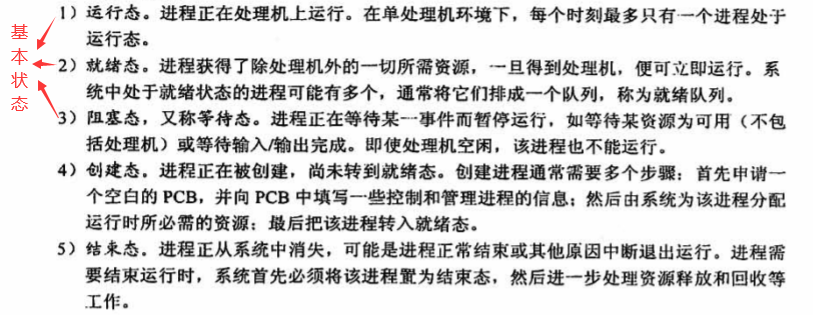 基本状态
1）运行态。进程正在处理机上运行。在单处理机环境下，每个时刻最多只有一个进程处于
运行态。
2）就绪态。进程获得了除处理机外的一切所需资源，一旦得到处理机，便可立即运行。系
统中处于就绪状态的进程可能有多个，通常将它们排成一个队列，称为就绪队列。
3）阻塞态，又称等待态。进程正在等待某一事件而暂停运行，如等待某资源为可用（不包
括处理机）或等待输入/输出完成。即使处理机空闲，该进程也不能运行。
4）创建态。进程正在被创建，尚未转到就绪态。创建进程通常需要多个步骤：首先申请一
个空白的 PCB，并向 PCB 中填写一些控制和管理进程的信息；然后由系统为该进程分配
运行时所必需的资源；最后把该进程转入就绪态。
5）结束态。进程正从系统中消失，可能是进程正常结束或其他原因中断退出运行。进程需
要结束运行时，系统首先必须将该进程置为结束态，然后进一步处理资源释放和回收等
工作。